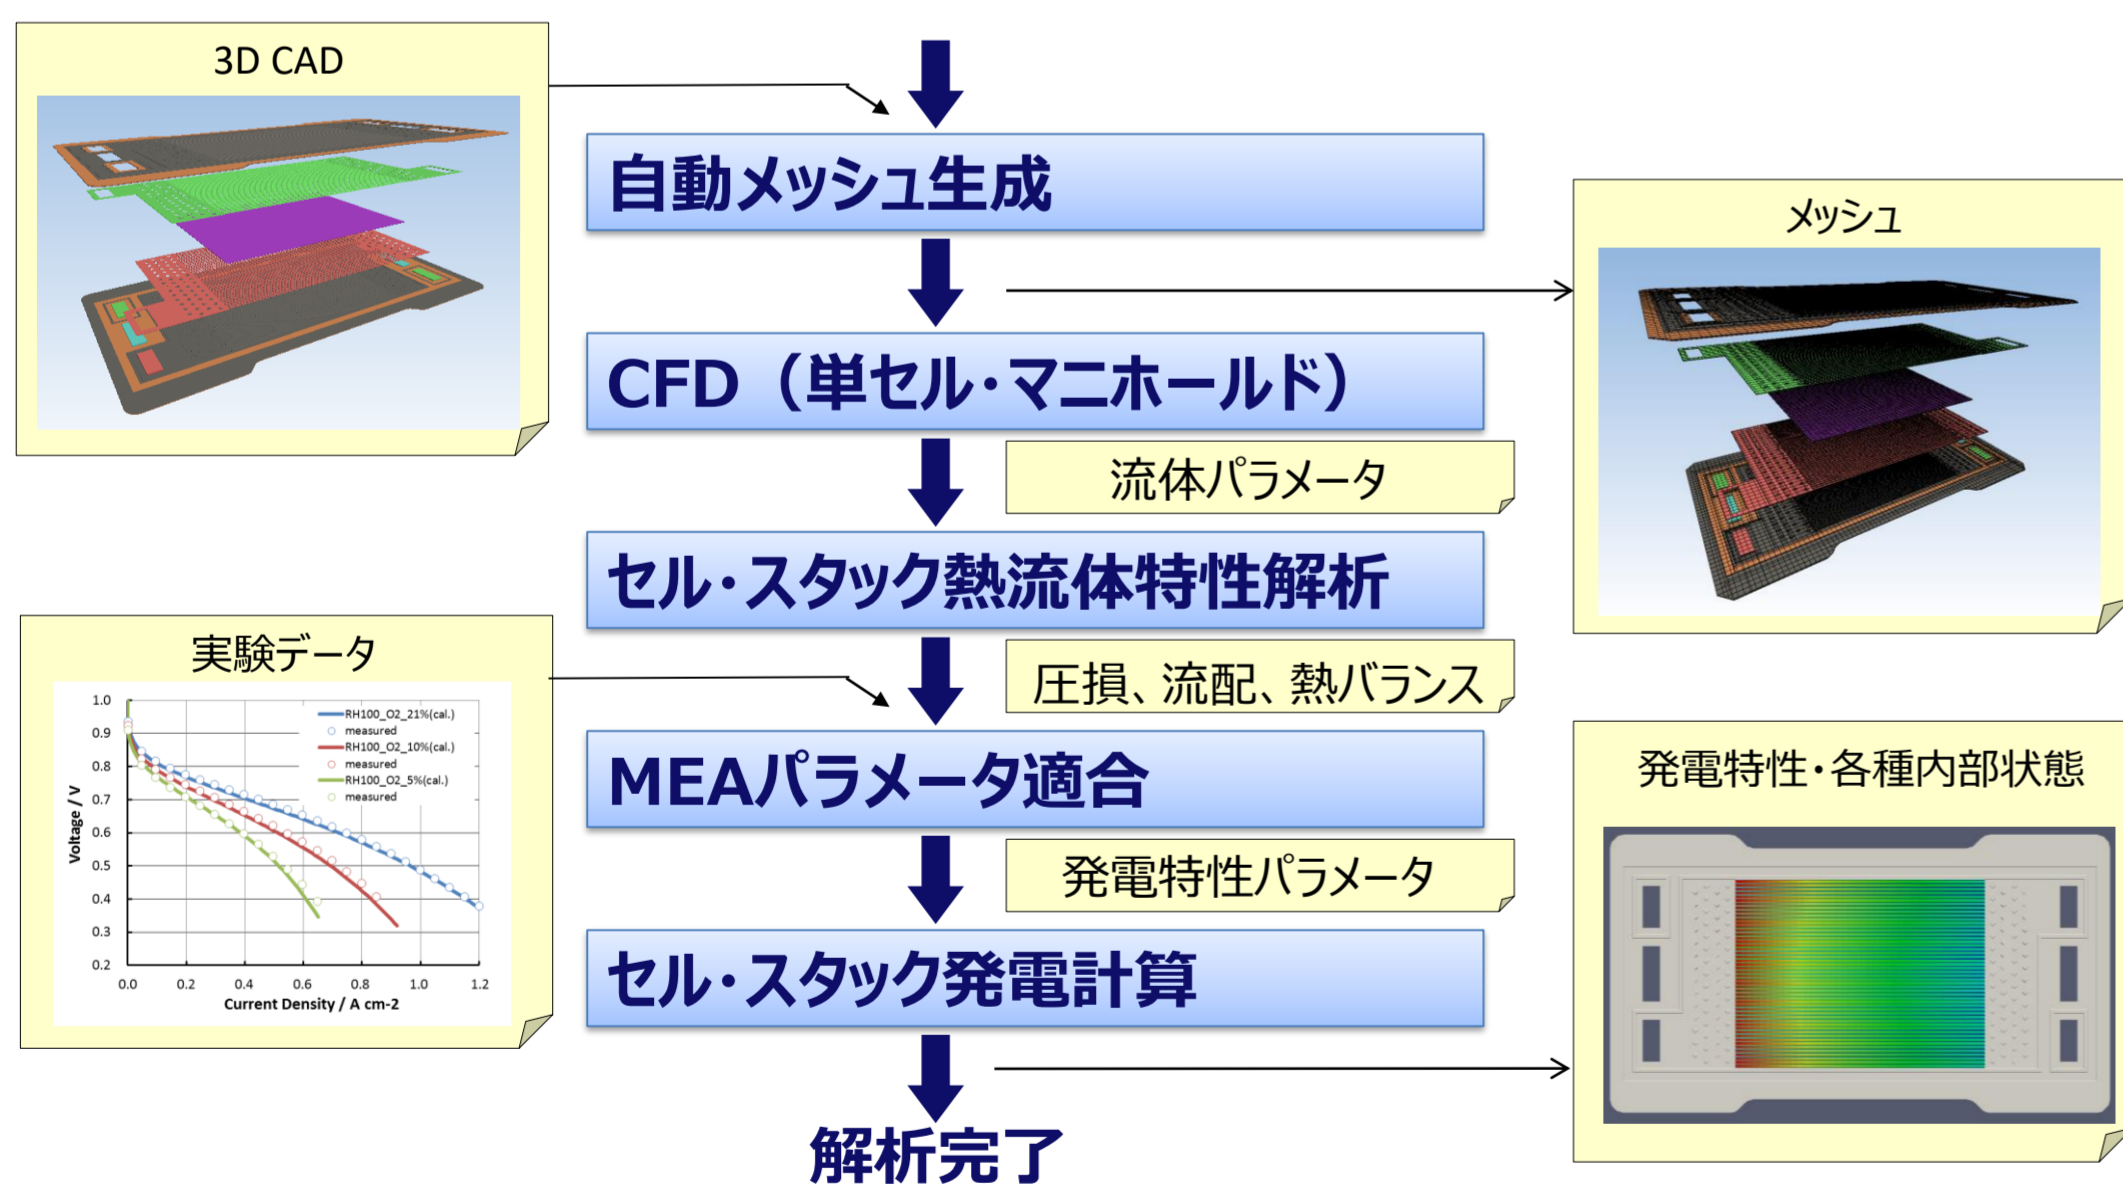 3D CAD
自動メッシュ生成
メッシュ
CFD（単セル・マニホールド）
流体パラメータ
セル・スタック熱流体特性解析
圧損、流配、熱バランス
実験データ
1.0
0.9
0.8
0.7
0.6
0.5
0.4
0.3
0.2
Voltage / V
RH100_O2_21%(cal.)
measured
RH100_O2_10%(cal.)
measured
RH100_O2_5%(cal.)
measured
0.0 0.2 0.4 0.6 0.8 1.0 1.2
Current Density / A cm-2
MEAパラメータ適合
発電特性パラメータ
発電特性・各種内部状態
セル・スタック発電計算
解析完了